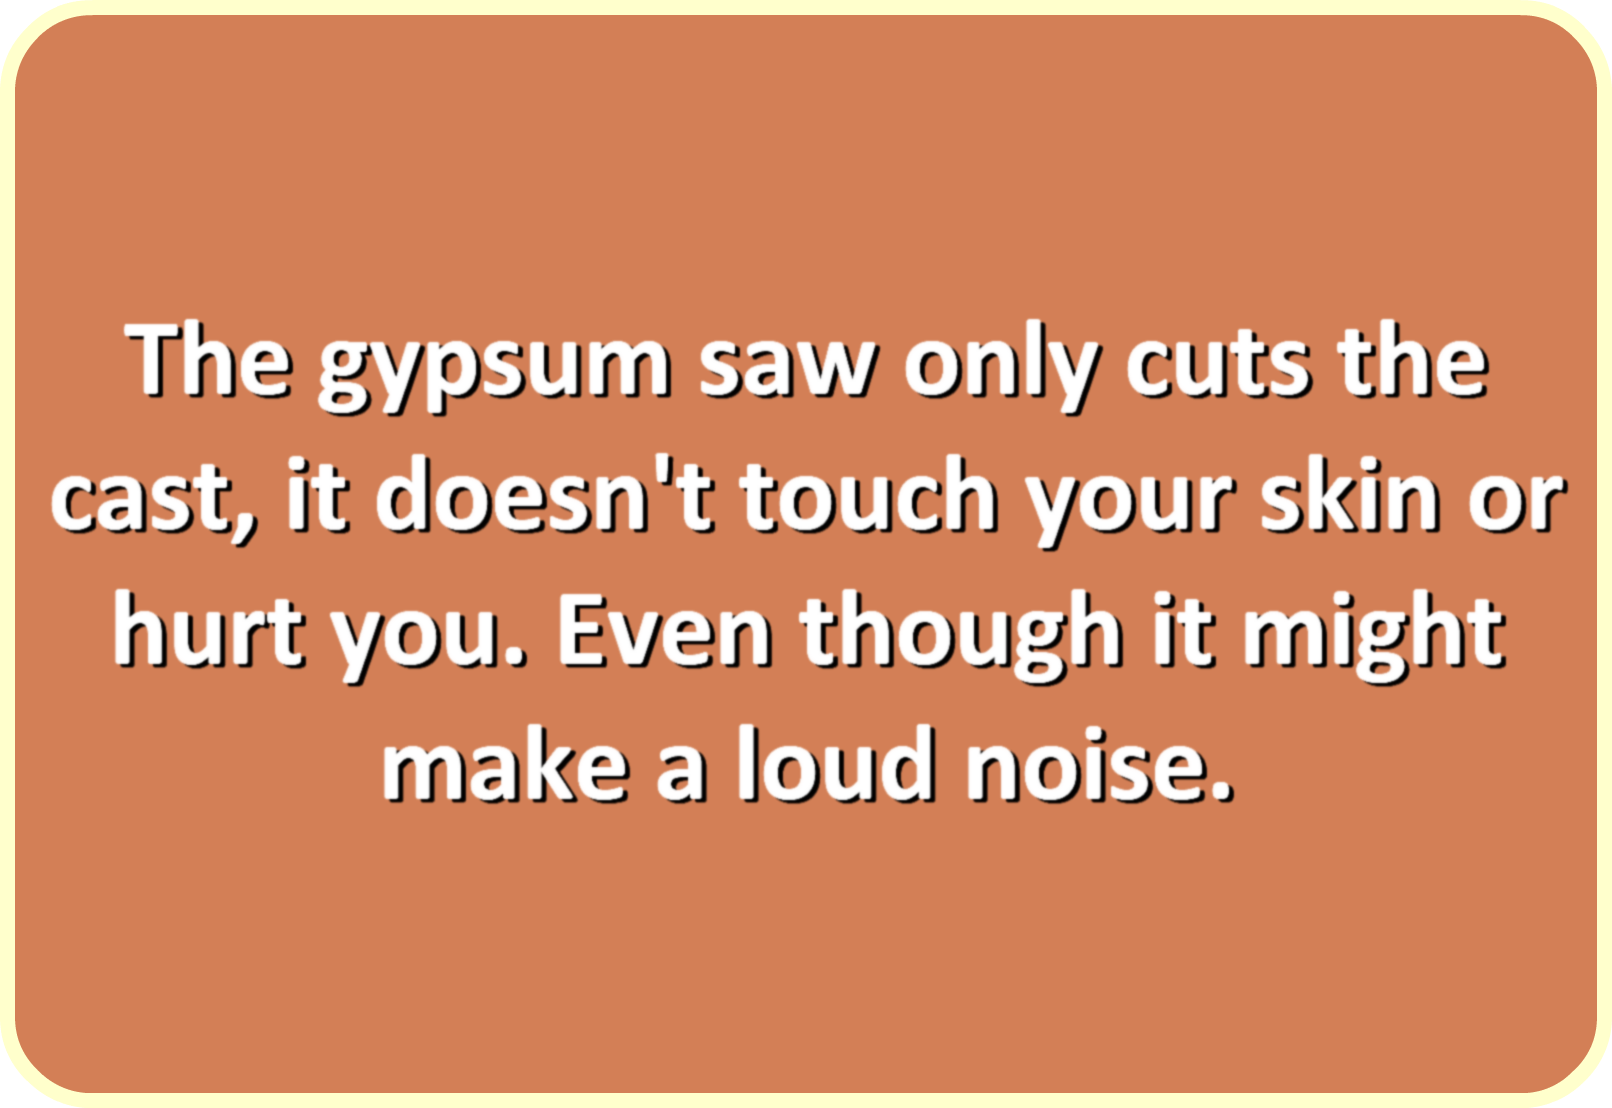 The gypsum saw only cuts the
cast, it doesn't touch your skin or
hurt you. Even though it might
make a loud noise.